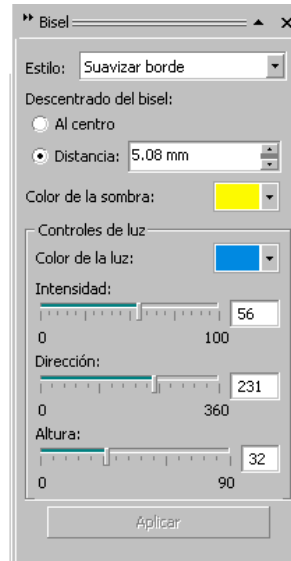 Bisel
Estilo: Suavizar borde
Descentrado del bisel:
Al centro
Distancia: 5.08 mm
Color de la sombra:
Controles de luz
Color de la luz:
Intensidad:
56
0 100
Dirección:
231
0 360
Altura:
32
0 90
Aplicar